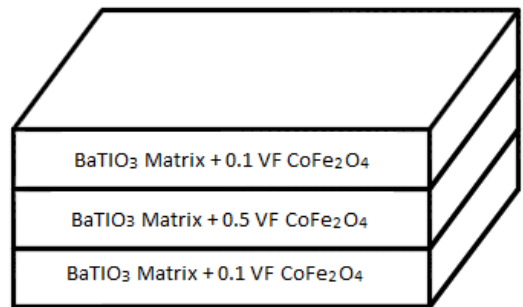 BaTIO₃ Matrix + 0.1 VF CoFe₂O₄
BaTIO₃ Matrix + 0.5 VF CoFe₂O₄
BaTIO₃ Matrix + 0.1 VF CoFe₂O₄